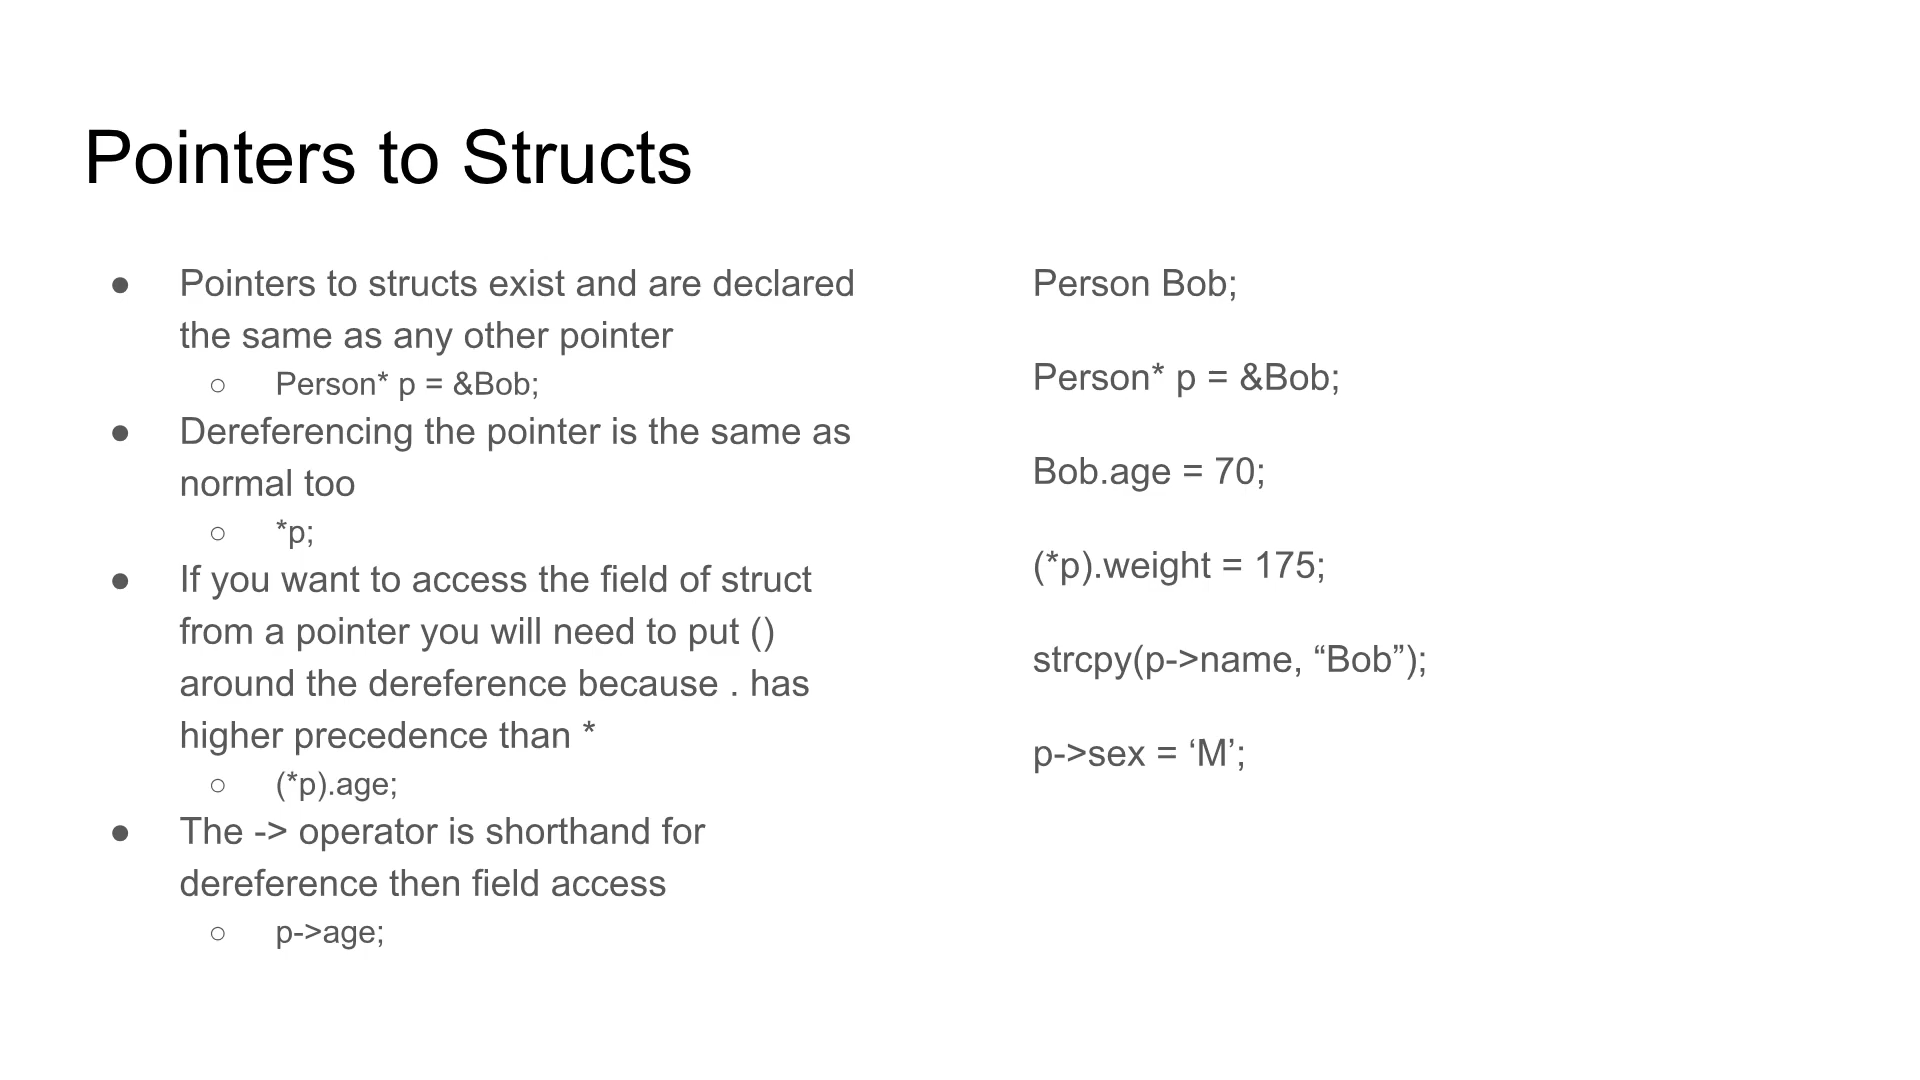 Pointers to Structs
● Pointers to structs exist and are declared
the same as any other pointer
○ Person* p = &Bob;
● Dereferencing the pointer is the same as
normal too
○ *p;
● If you want to access the field of struct
from a pointer you will need to put ()
around the dereference because . has
higher precedence than *
○ (*p).age;
● The -> operator is shorthand for
dereference then field access
○ p->age;
Person Bob;
Person* p = &Bob;
Bob.age = 70;
(*p).weight = 175;
strcpy(p->name, “Bob”);
p->sex = ‘M’;